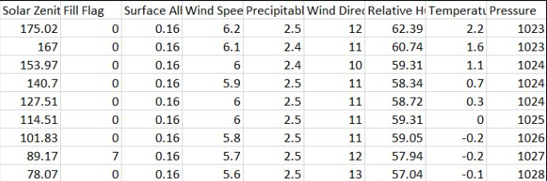 Solar Zenit Fill Flag Surface All Wind Spee Precipitabl Wind Direc Relative H Temperatu Pressure
175.02 0 0.16 6.2 2.5 12 62.39 2.2 1023
167 0 0.16 6.1 2.4 11 60.74 1.6 1023
153.97 0 0.16 6 2.4 10 59.31 1.1 1024
140.7 0 0.16 5.9 2.5 11 58.34 0.7 1024
127.51 0 0.16 6 2.5 11 58.72 0.3 1024
114.51 0 0.16 6 2.5 11 59.31 0 1025
101.83 0 0.16 5.8 2.5 11 59.05 -0.2 1026
89.17 7 0.16 5.7 2.5 12 57.94 -0.2 1027
78.07 0 0.16 5.6 2.5 13 57.04 -0.1 1028